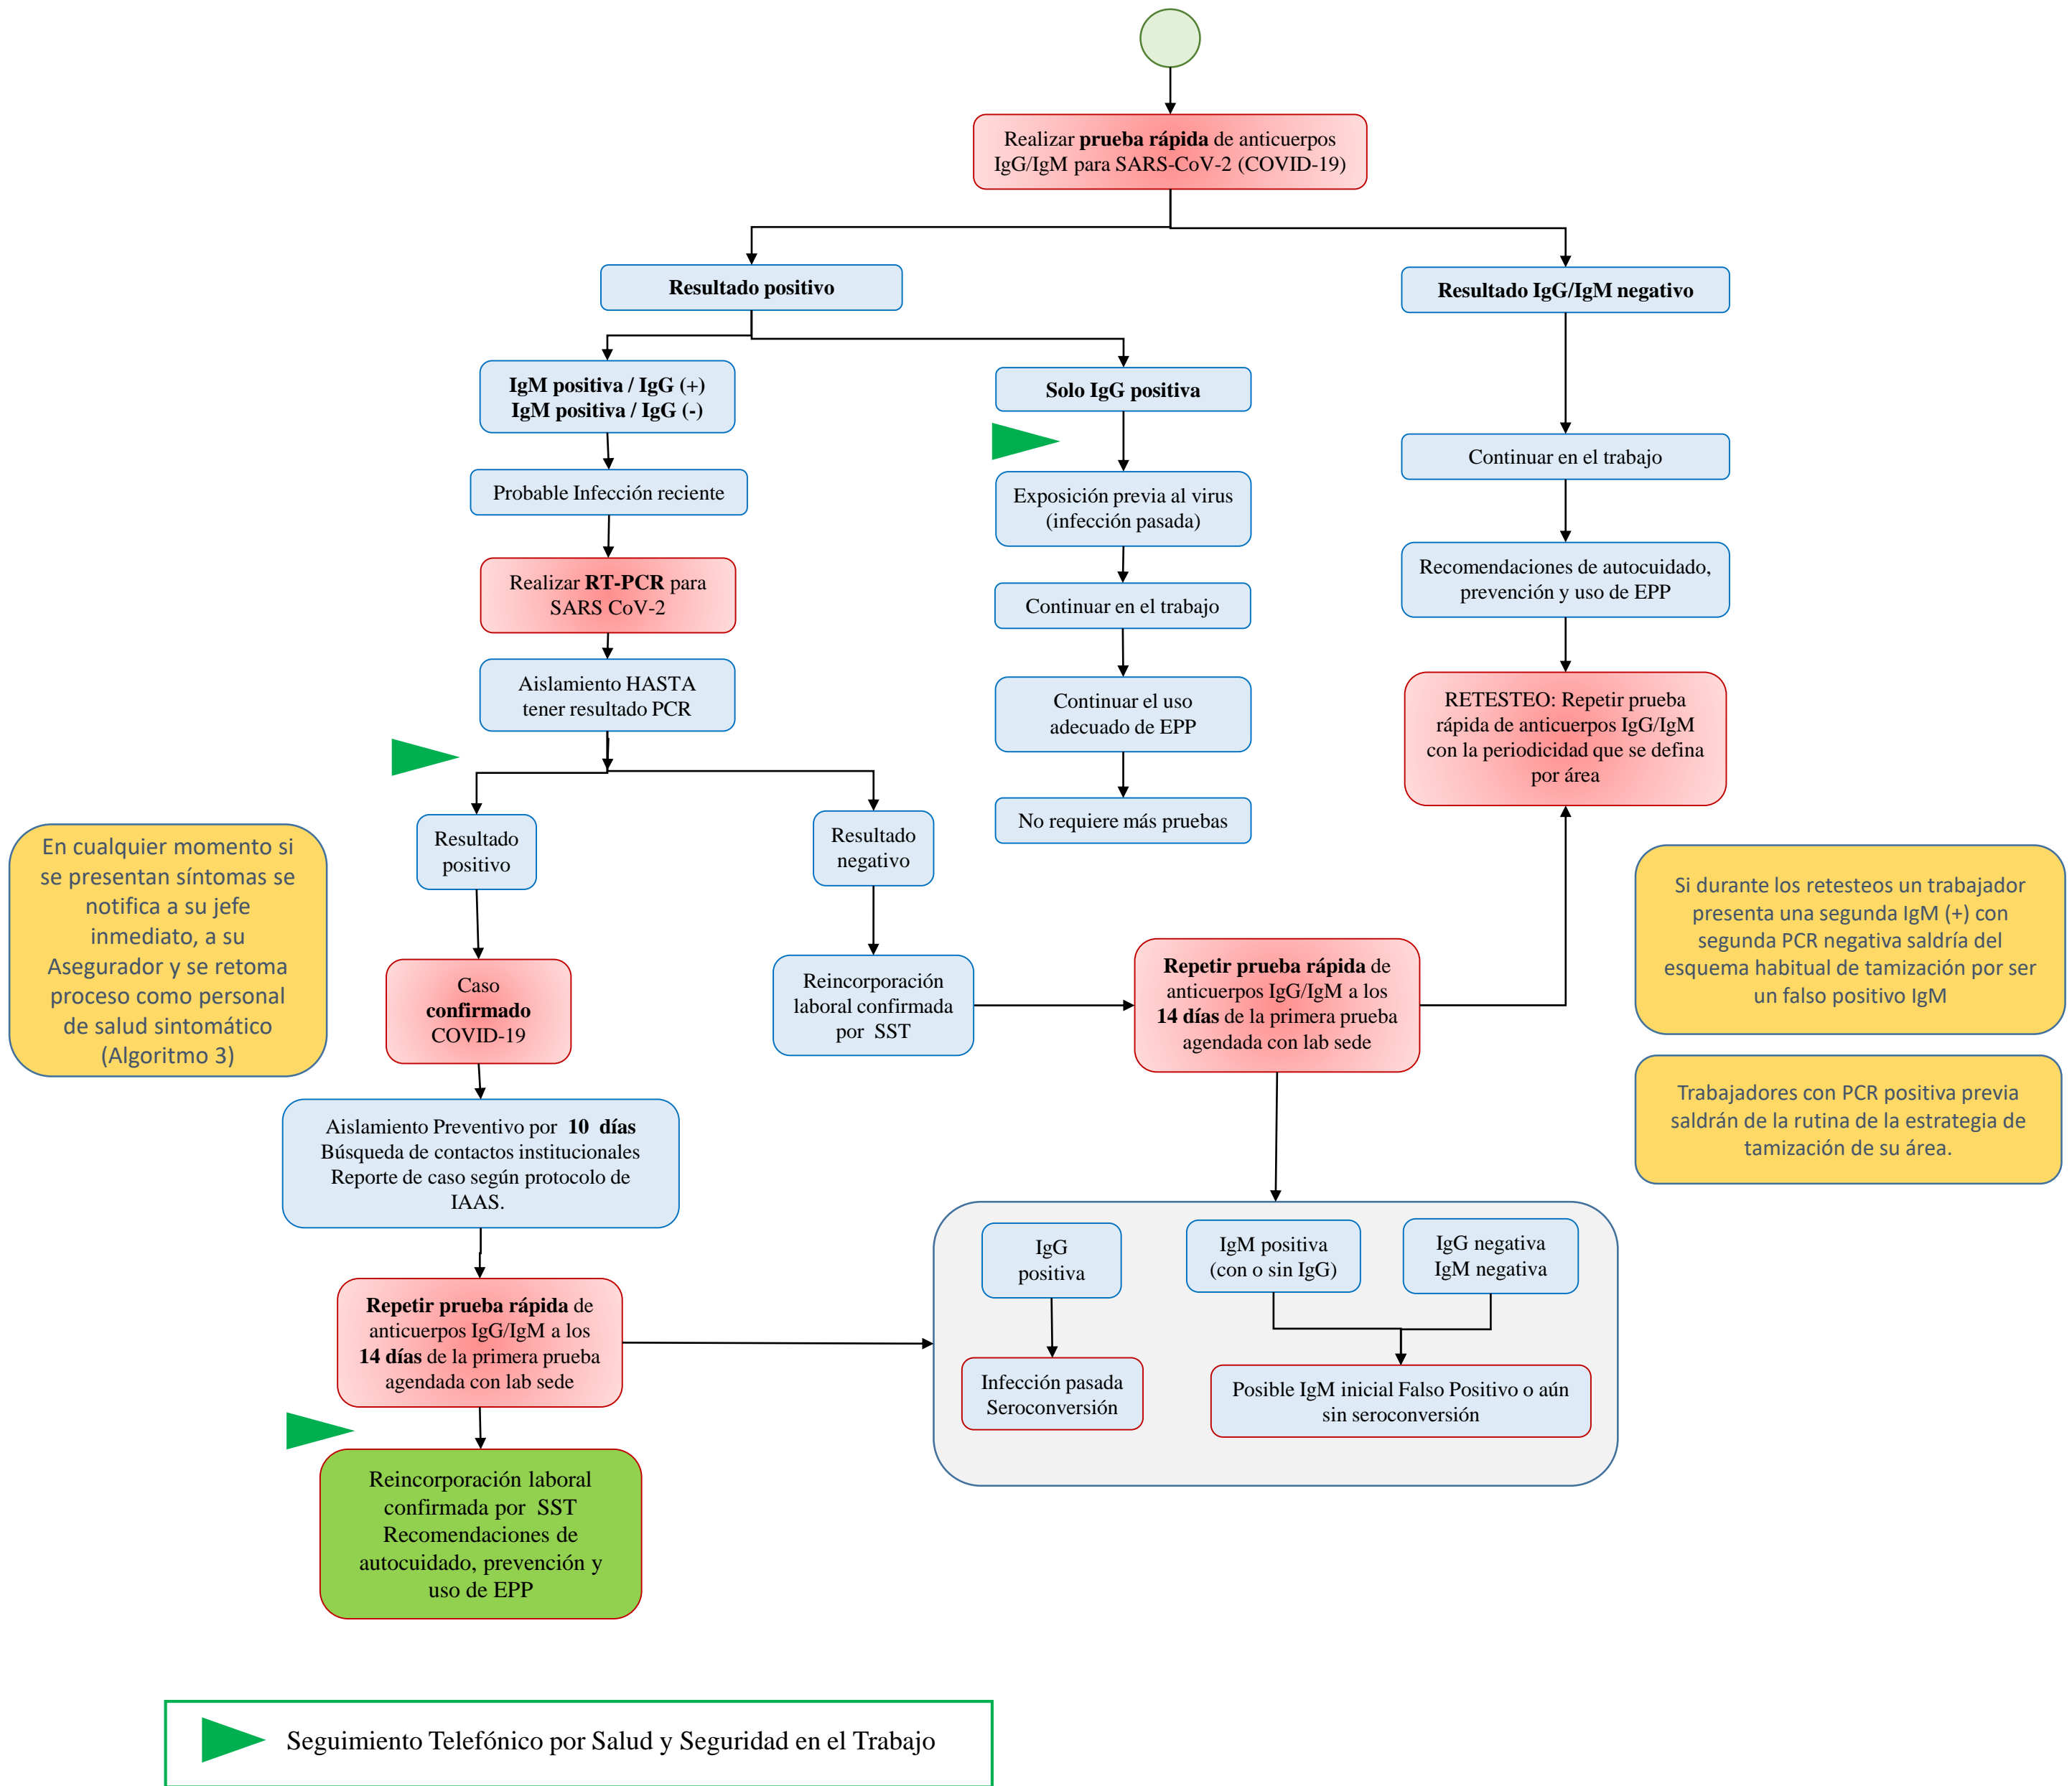 Realizar prueba rápida de anticuerpos
IgG/IgM para SARS-CoV-2 (COVID-19)
Resultado positivo
Resultado IgG/IgM negativo
IgM positiva / IgG (+)
IgM positiva / IgG (-)
Solo IgG positiva
Continuar en el trabajo
Probable Infección reciente
Exposición previa al virus
(infección pasada)
Recomendaciones de autocuidado,
prevención y uso de EPP
Realizar RT-PCR para
SARS CoV-2
Continuar en el trabajo
Aislamiento HASTA
tener resultado PCR
Continuar el uso
adecuado de EPP
RETESTEO: Repetir prueba
rápida de anticuerpos IgG/IgM
con la periodicidad que se defina
por área
No requiere más pruebas
Resultado
positivo
Resultado
negativo
En cualquier momento si
se presentan síntomas se
notifica a su jefe
inmediato, a su
Asegurador y se retoma
proceso como personal
de salud sintomático
(Algoritmo 3)
Si durante los retesteos un trabajador
presenta una segunda IgM (+) con
segunda PCR negativa saldría del
esquema habitual de tamización por ser
un falso positivo IgM
Caso
confirmado
COVID-19
Reincorporación
laboral confirmada
por SST
Repetir prueba rápida de
anticuerpos IgG/IgM a los
14 días de la primera prueba
agendada con lab sede
Trabajadores con PCR positiva previa
saldrán de la rutina de la estrategia de
tamización de su área.
Aislamiento Preventivo por 10 días
Búsqueda de contactos institucionales
Reporte de caso según protocolo de
IAAS.
IgG
positiva
IgM positiva
(con o sin IgG)
IgG negativa
IgM negativa
Repetir prueba rápida de
anticuerpos IgG/IgM a los
14 días de la primera prueba
agendada con lab sede
Infección pasada
Seroconversión
Posible IgM inicial Falso Positivo o aún
sin seroconversión
Reincorporación laboral
confirmada por SST
Recomendaciones de
autocuidado, prevención y
uso de EPP
Seguimiento Telefónico por Salud y Seguridad en el Trabajo